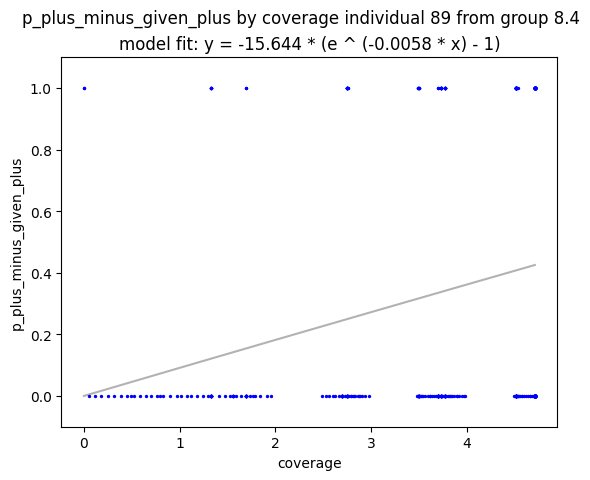 p_plus_minus_given_plus by coverage individual 89 from group 8.4
model fit: y = -15.644 * (e ^ (-0.0058 * x) - 1)
1.0
0.8
0.6
0.4
0.2
0.0
p_plus_minus_given_plus
0 1 2 3 4
coverage